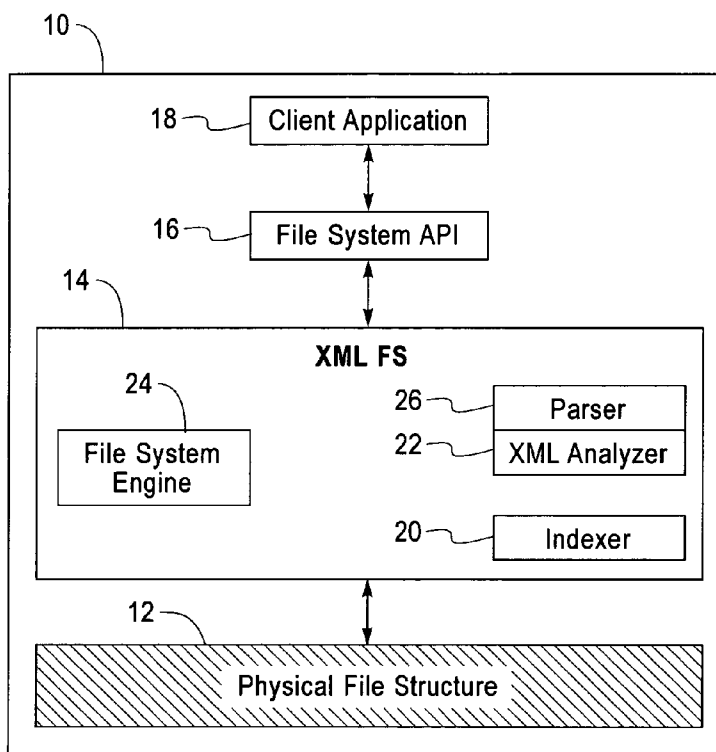 10
18
Client Application
16
File System API
14
XML FS
24
File System
Engine
26
Parser
22
XML Analyzer
20
Indexer
12
Physical File Structure